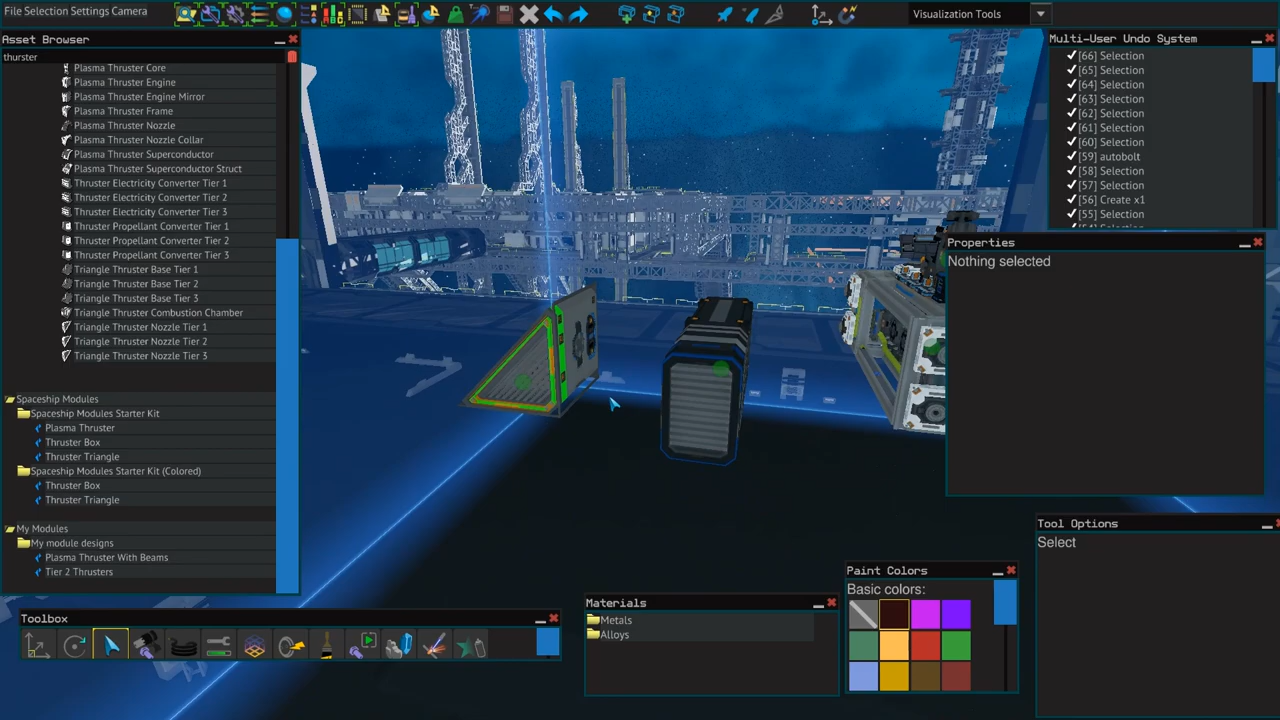 File Selection Settings Camera
Visualization Tools
Asset Browser
thurster
Plasma Thruster Core
Plasma Thruster Engine
Plasma Thruster Engine Mirror
Plasma Thruster Frame
Plasma Thruster Nozzle
Plasma Thruster Nozzle Collar
Plasma Thruster Superconductor
Plasma Thruster Superconductor Struct
Thruster Electricity Converter Tier 1
Thruster Electricity Converter Tier 2
Thruster Electricity Converter Tier 3
Thruster Propellant Converter Tier 1
Thruster Propellant Converter Tier 2
Thruster Propellant Converter Tier 3
Triangle Thruster Base Tier 1
Triangle Thruster Base Tier 2
Triangle Thruster Base Tier 3
Triangle Thruster Combustion Chamber
Triangle Thruster Nozzle Tier 1
Triangle Thruster Nozzle Tier 2
Triangle Thruster Nozzle Tier 3
Spaceship Modules
Spaceship Modules Starter Kit
Plasma Thruster
Thruster Box
Thruster Triangle
Spaceship Modules Starter Kit (Colored)
Thruster Box
Thruster Triangle
My Modules
My module designs
Plasma Thruster With Beams
Tier 2 Thrusters
Toolbox
Materials
Metals
Alloys
Paint Colors
Basic colors:
Multi-User Undo System
[66] Selection
[65] Selection
[64] Selection
[63] Selection
[62] Selection
[61] Selection
[60] Selection
[59] autobolt
[58] Selection
[57] Selection
[56] Create x1
[55] Selection
[54] Selection
Properties
Nothing selected
Tool Options
Select